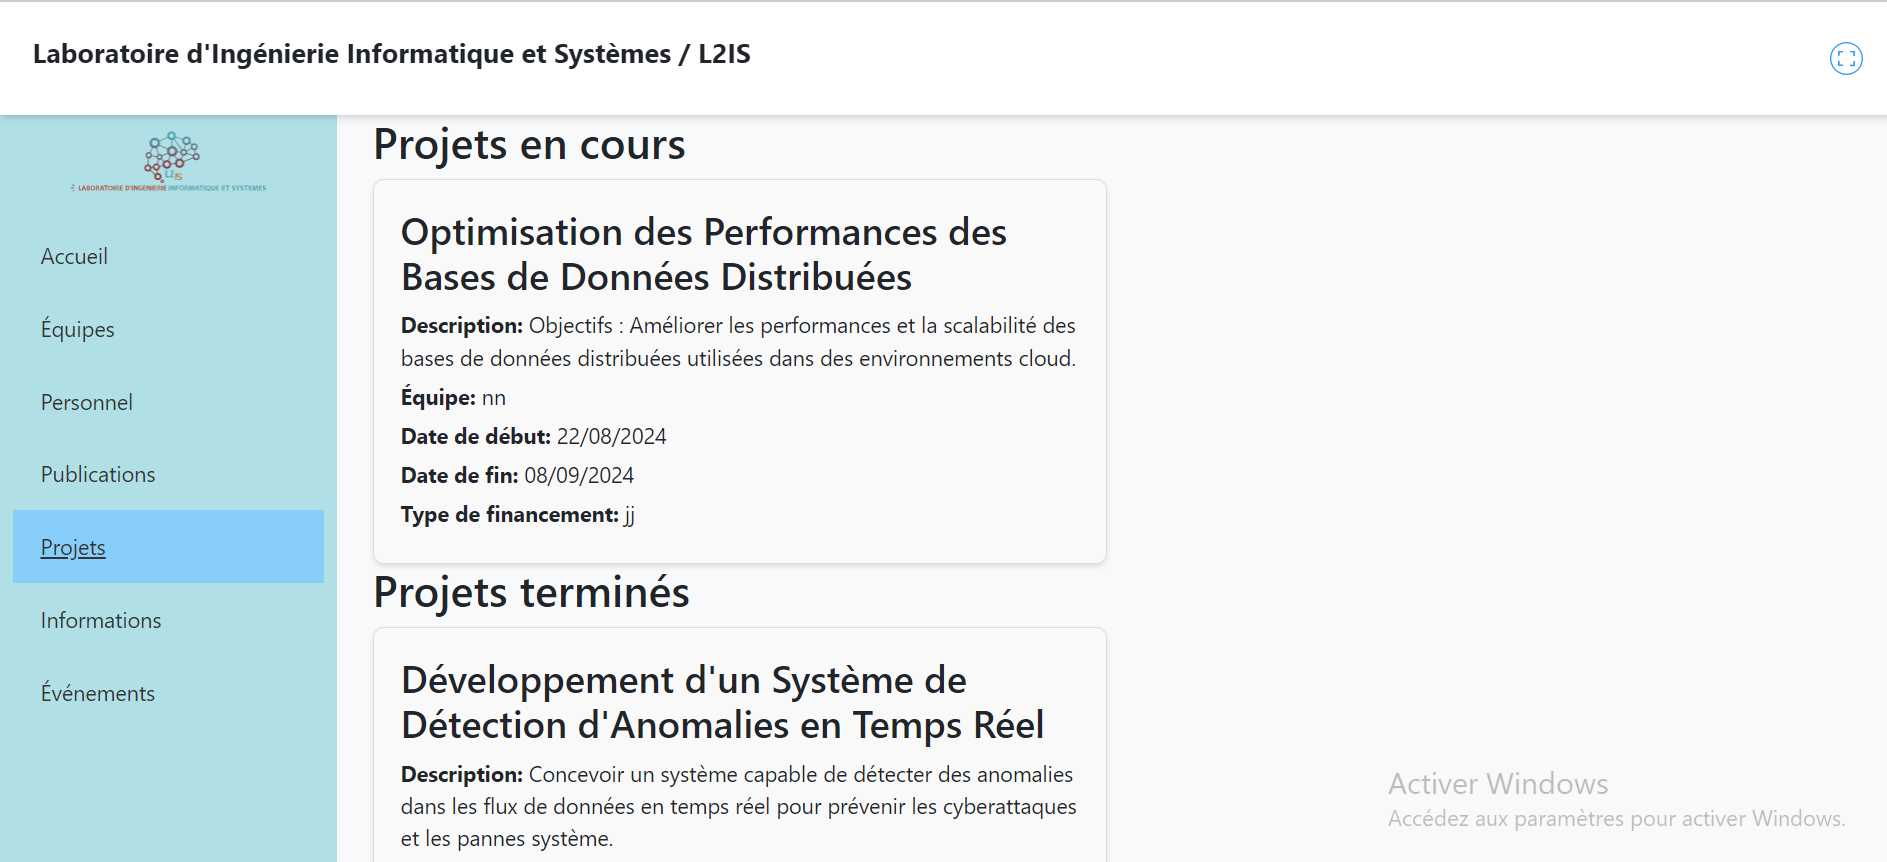 Laboratoire d'Ingénierie Informatique et Systèmes / L2IS
L2IS
LABORATOIRE D'INGENIERIE INFORMATIQUE ET SYSTEMES
Accueil
Équipes
Personnel
Publications
Projets
Informations
Événements
Projets en cours
Optimisation des Performances des
Bases de Données Distribuées
Description: Objectifs : Améliorer les performances et la scalabilité des
bases de données distribuées utilisées dans des environnements cloud.
Équipe: nn
Date de début: 22/08/2024
Date de fin: 08/09/2024
Type de financement: jj
Projets terminés
Développement d'un Système de
Détection d'Anomalies en Temps Réel
Description: Concevoir un système capable de détecter des anomalies
dans les flux de données en temps réel pour prévenir les cyberattaques
et les pannes système.
Activer Windows
Accédez aux paramètres pour activer Windows.